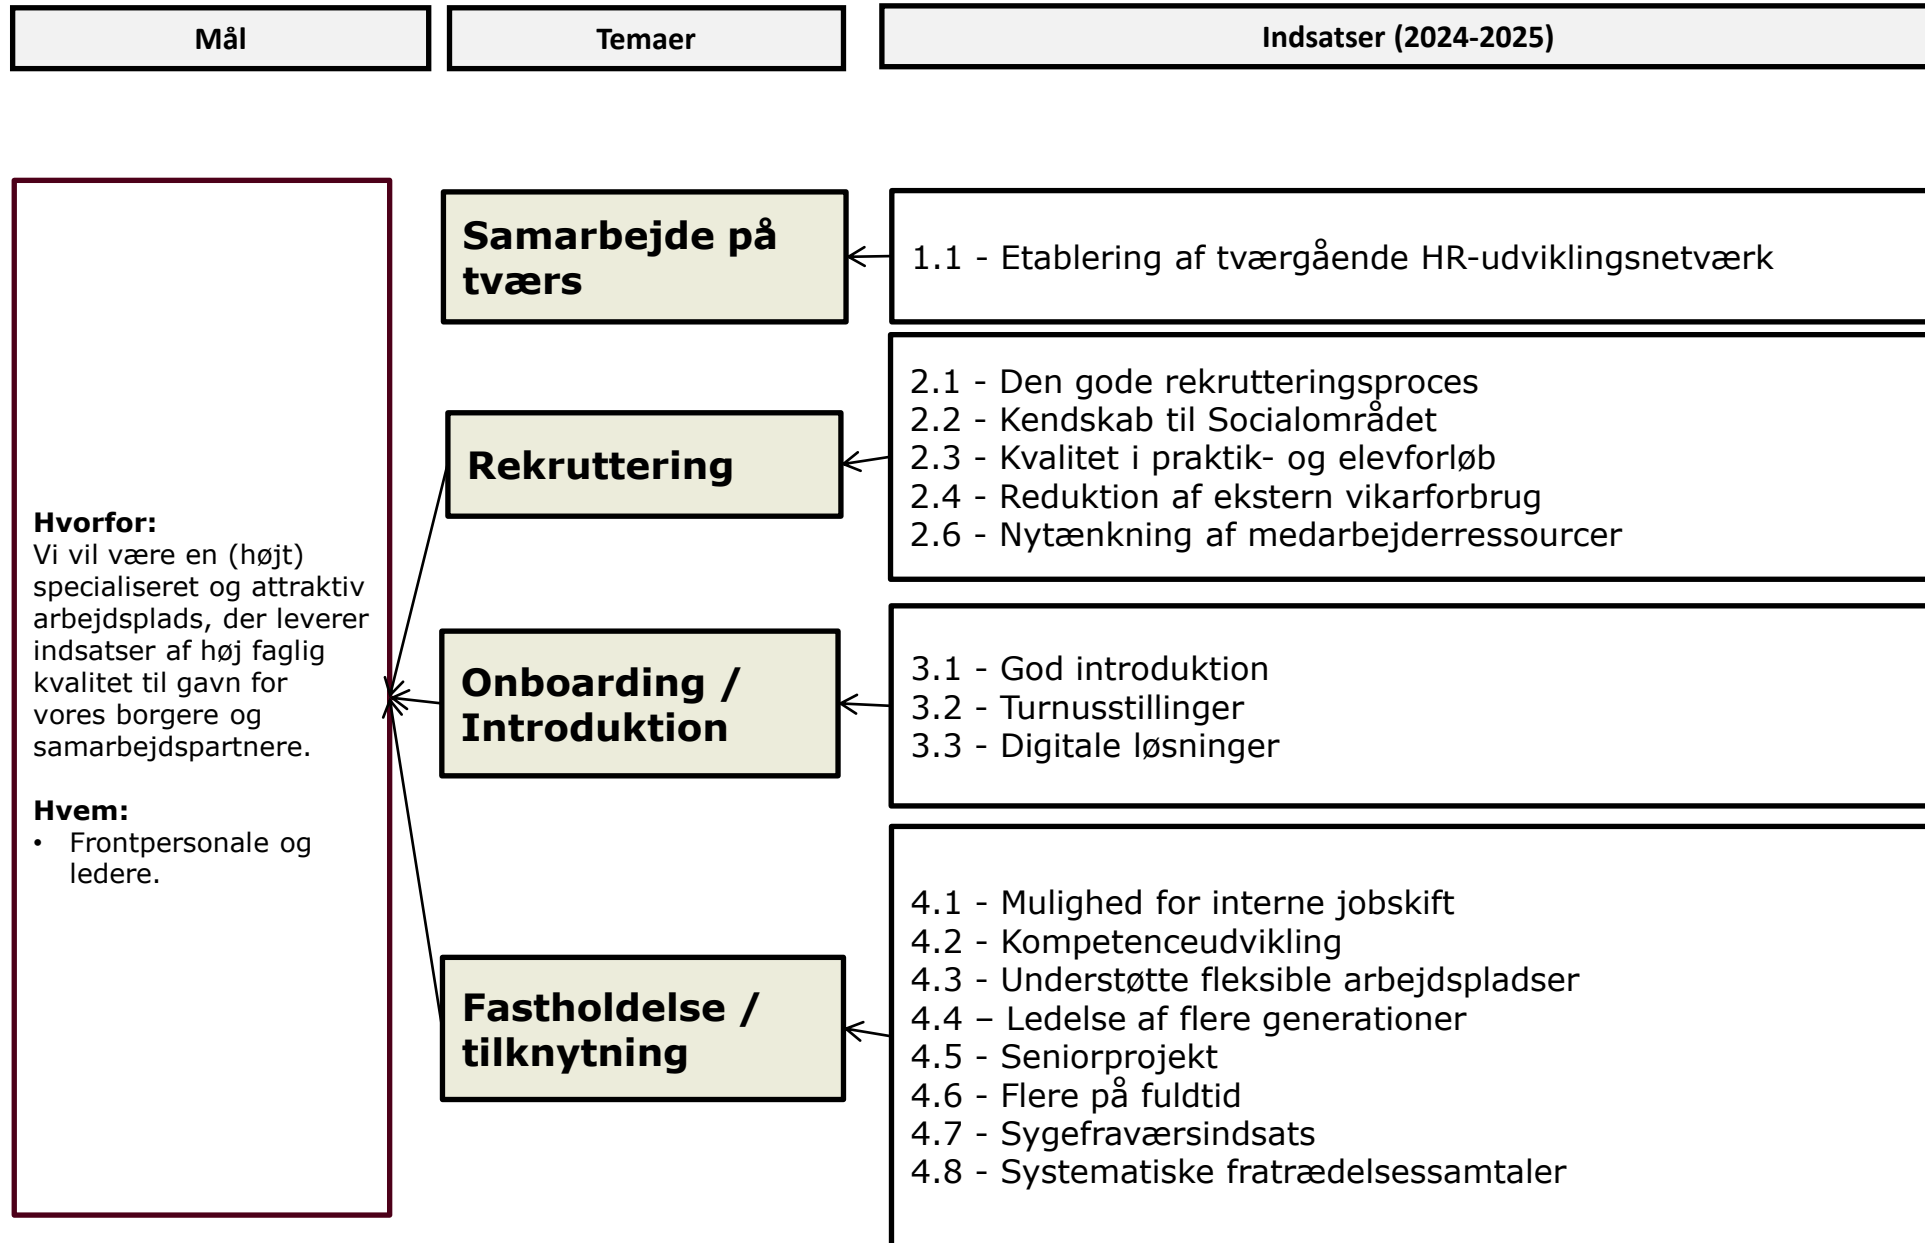 Mål
Temaer
Indsatser (2024-2025)
Hvorfor:
Vi vil være en (højt)
specialiseret og attraktiv
arbejdsplads, der leverer
indsatser af høj faglig
kvalitet til gavn for
vores borgere og
samarbejdspartnere.
Hvem:
• Frontpersonale og
ledere.
Samarbejde på
tværs
1.1 - Etablering af tværgående HR-udviklingsnetværk
Rekruttering
2.1 - Den gode rekrutteringsproces
2.2 - Kendskab til Socialområdet
2.3 - Kvalitet i praktik- og elevforløb
2.4 - Reduktion af ekstern vikarforbrug
2.6 - Nytænkning af medarbejderressourcer
Onboarding /
Introduktion
3.1 - God introduktion
3.2 - Turnusstillinger
3.3 - Digitale løsninger
Fastholdelse /
tilknytning
4.1 - Mulighed for interne jobskift
4.2 - Kompetenceudvikling
4.3 - Understøtte fleksible arbejdspladser
4.4 – Ledelse af flere generationer
4.5 - Seniorprojekt
4.6 - Flere på fuldtid
4.7 - Sygefraværsindsats
4.8 - Systematiske fratrædelsessamtaler